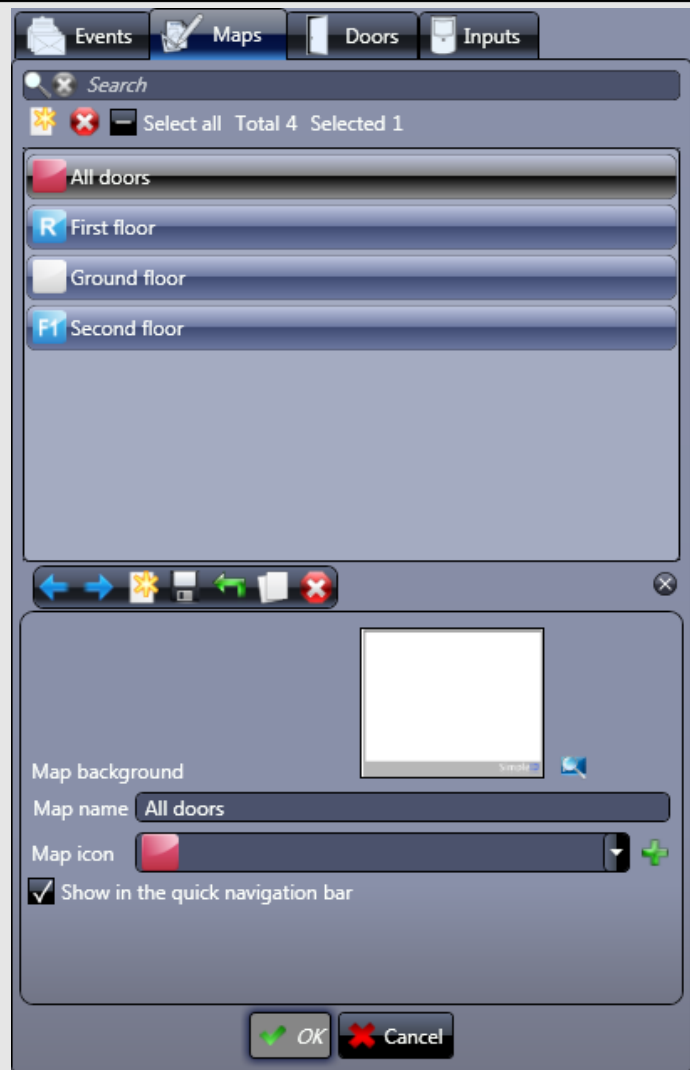 Events Maps Doors Inputs
Search
Select all Total 4 Selected 1
All doors
R First floor
Ground floor
F1 Second floor
Map background
Map name All doors
Map icon
Show in the quick navigation bar
OK Cancel